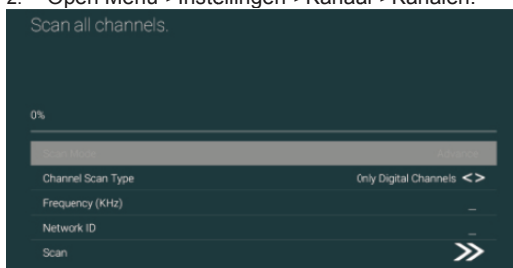 2. Open Menu > Instellingen > Kanaal > Kanalen.
Scan all channels.
0%
Scan Mode Advance
Channel Scan Type Only Digital Channels <>
Frequency (KHz) _
Network ID _
Scan >>